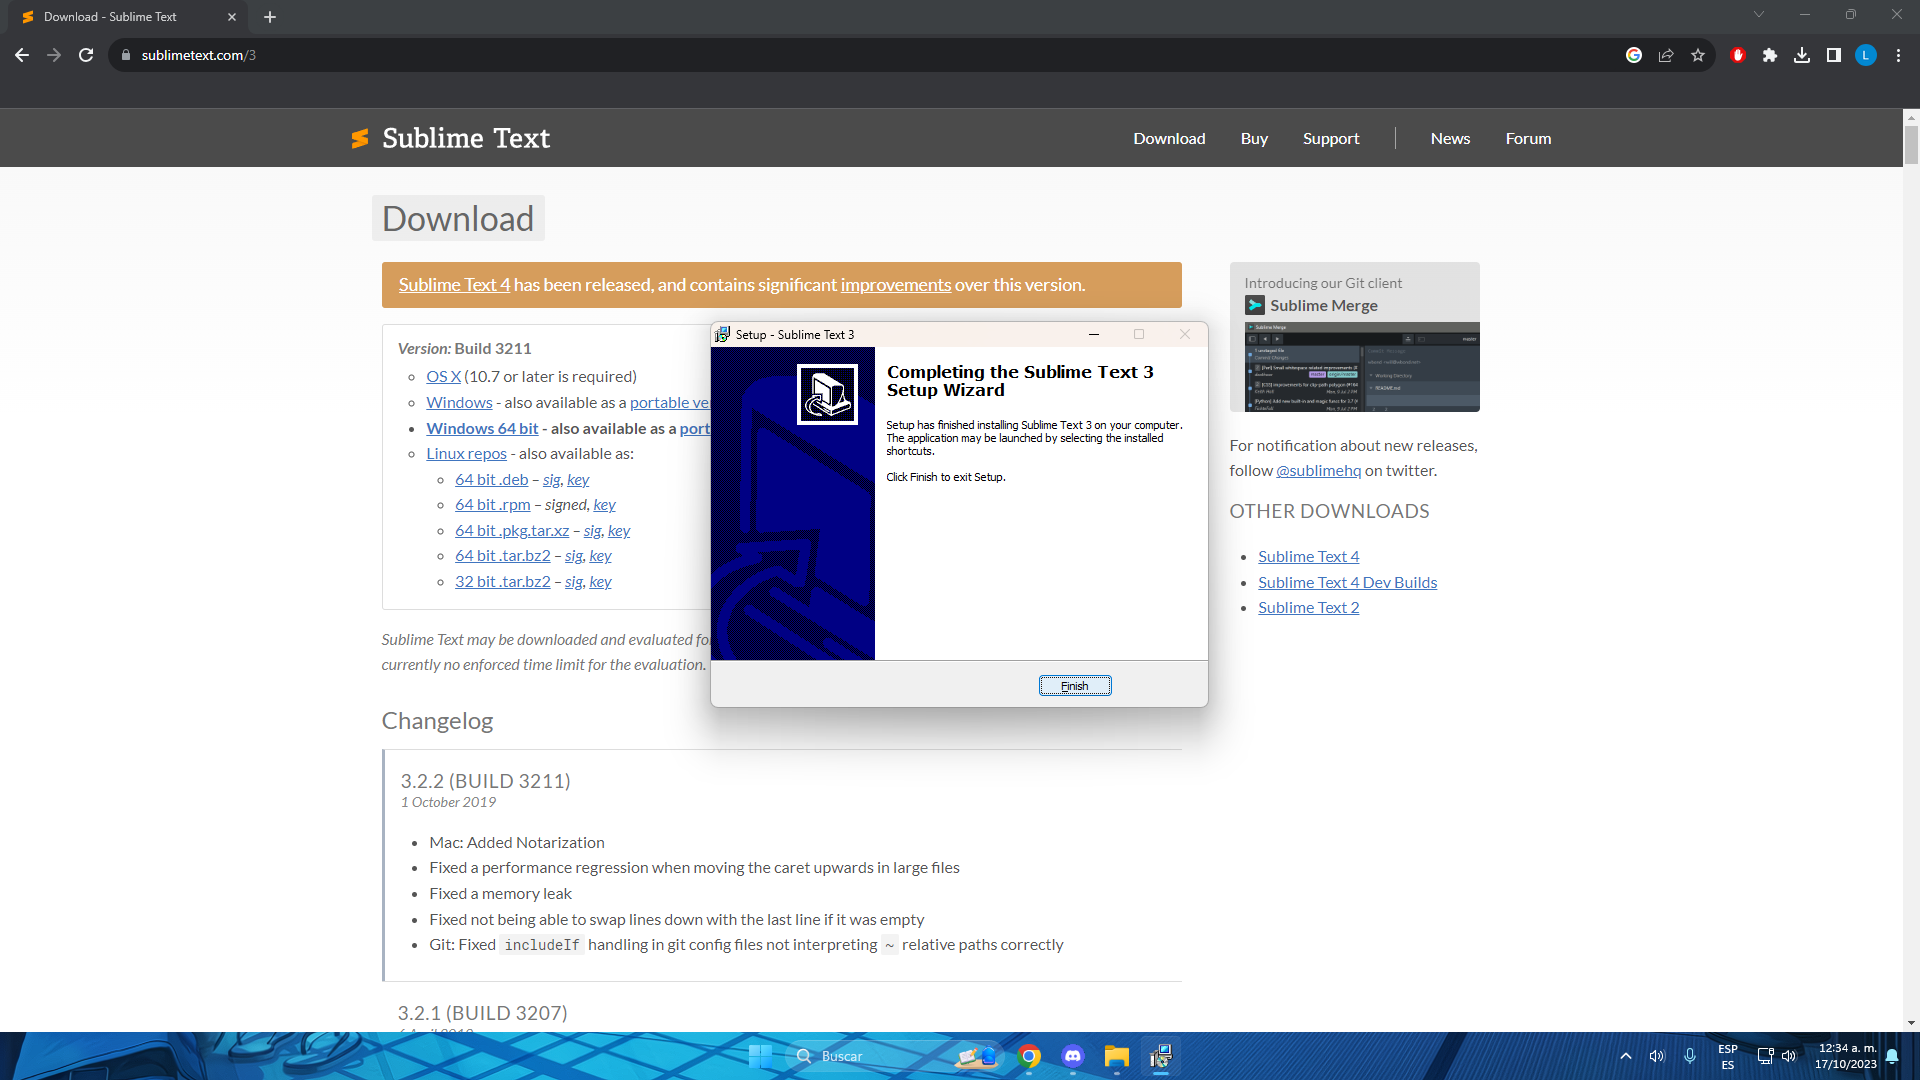 Download - Sublime Text
sublimetext.com/3
L
Sublime Text
Download
Buy
Support
News
Forum
Download
Sublime Text 4 has been released, and contains significant improvements over this version.
Version: Build 3211
OS X (10.7 or later is required)
Windows - also available as a portable ve
Windows 64 bit - also available as a port
Linux repos - also available as:
64 bit .deb – sig, key
64 bit .rpm – signed, key
64 bit .pkg.tar.xz – sig, key
64 bit .tar.bz2 – sig, key
32 bit .tar.bz2 – sig, key
Sublime Text may be downloaded and evaluated fo
currently no enforced time limit for the evaluation.
Setup - Sublime Text 3
Completing the Sublime Text 3
Setup Wizard
Setup has finished installing Sublime Text 3 on your computer.
The application may be launched by selecting the installed
shortcuts.
Click Finish to exit Setup.
Finish
Introducing our Git client
Sublime Merge
For notification about new releases,
follow @sublimehq on twitter.
OTHER DOWNLOADS
Sublime Text 4
Sublime Text 4 Dev Builds
Sublime Text 2
Changelog
3.2.2 (BUILD 3211)
1 October 2019
Mac: Added Notarization
Fixed a performance regression when moving the caret upwards in large files
Fixed a memory leak
Fixed not being able to swap lines down with the last line if it was empty
Git: Fixed includeIf handling in git config files not interpreting ~ relative paths correctly
3.2.1 (BUILD 3207)
Buscar
ESP
ES
12:34 a. m.
17/10/2023